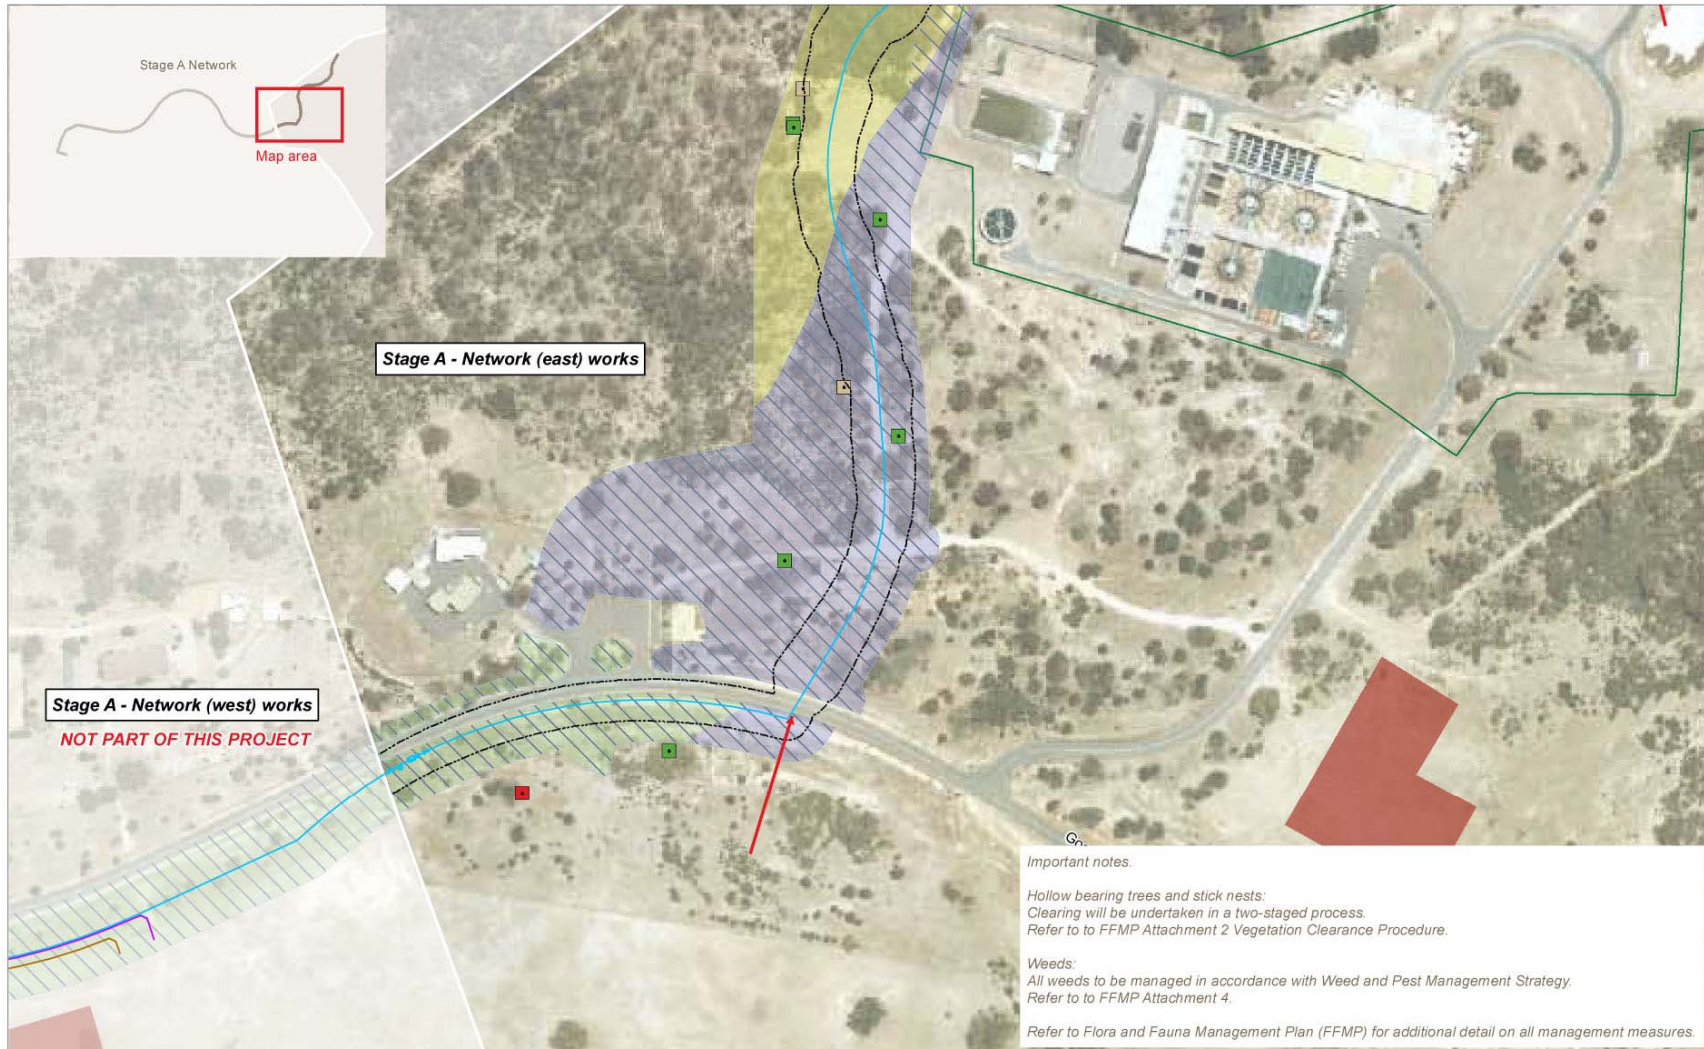 Stage A Network
Map area
Stage A - Network (east) works
Stage A - Network (west) works
NOT PART OF THIS PROJECT
Important notes.
Hollow bearing trees and stick nests:
Clearing will be undertaken in a two-staged process.
Refer to to FFMP Attachment 2 Vegetation Clearance Procedure.
Weeds:
All weeds to be managed in accordance with Weed and Pest Management Strategy.
Refer to to FFMP Attachment 4.
Refer to Flora and Fauna Management Plan (FFMP) for additional detail on all management measures.